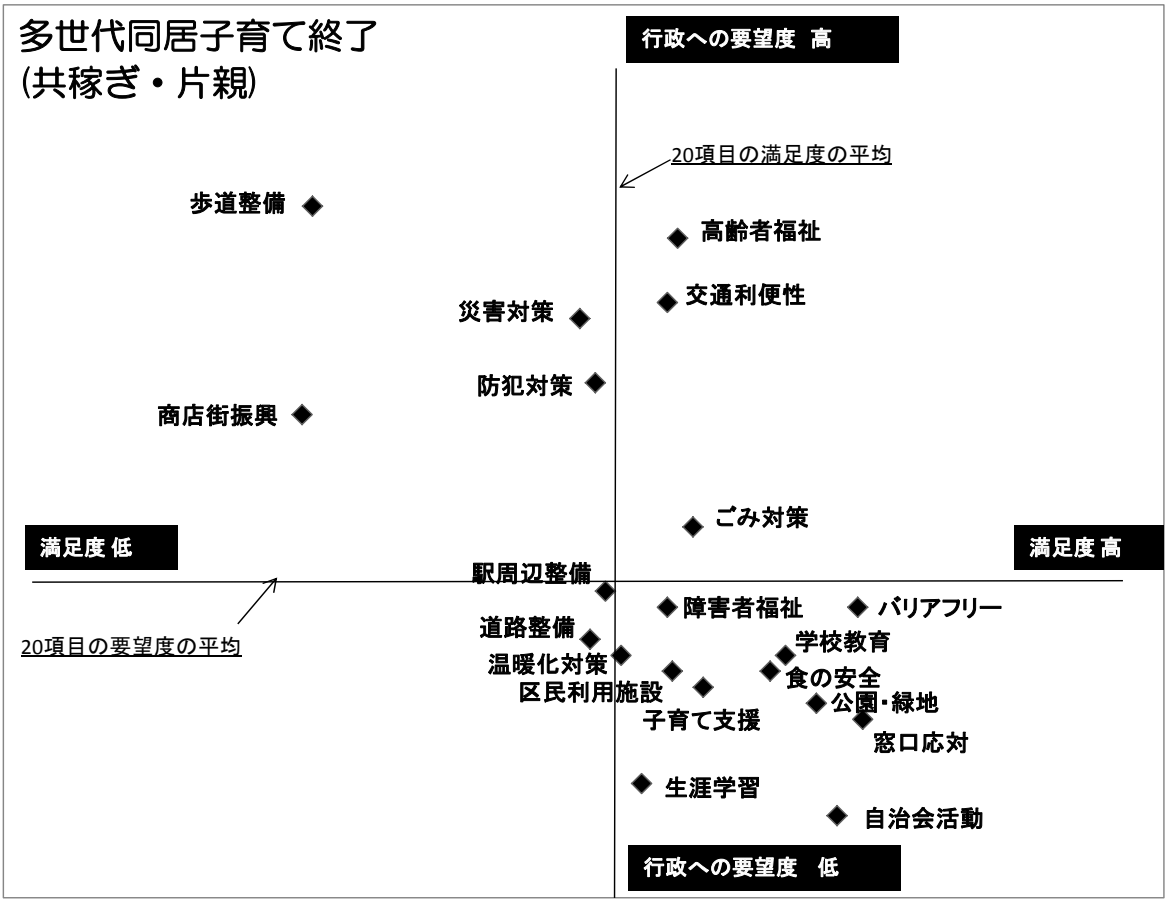 多世代同居子育て終了
(共稼ぎ・片親)
行政への要望度 高
20項目の満足度の平均
歩道整備
高齢者福祉
交通利便性
災害対策
防犯対策
商店街振興
ごみ対策
満足度 低
満足度 高
駅周辺整備
障害者福祉
バリアフリー
道路整備
学校教育
20項目の要望度の平均
温暖化対策
食の安全
区民利用施設
公園・緑地
子育て支援
窓口応対
生涯学習
自治会活動
行政への要望度 低